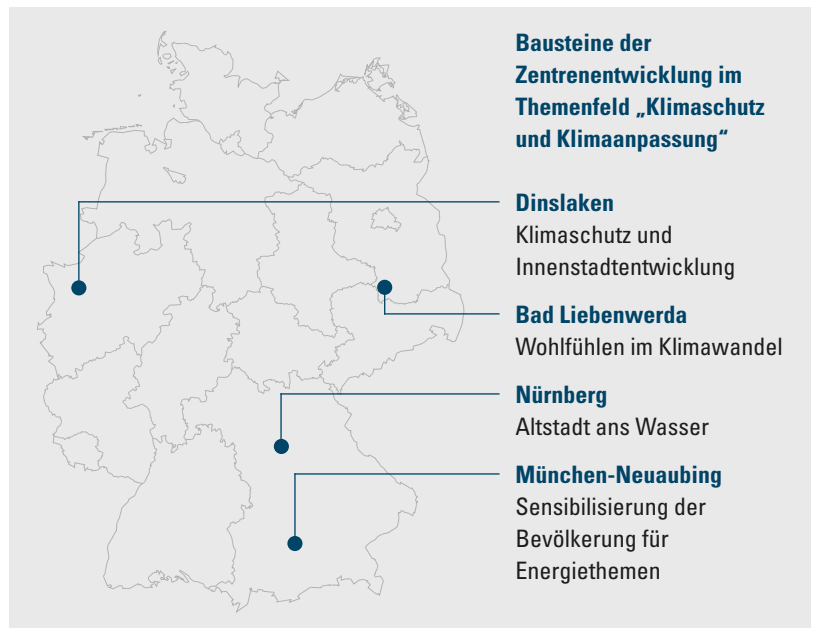 Bausteine der
Zentrenentwicklung im
Themenfeld „Klimaschutz
und Klimaanpassung“
Dinslaken
Klimaschutz und
Innenstadtentwicklung
Bad Liebenwerda
Wohlfühlen im Klimawandel
Nürnberg
Altstadt ans Wasser
München-Neuaubing
Sensibilisierung der
Bevölkerung für
Energiethemen